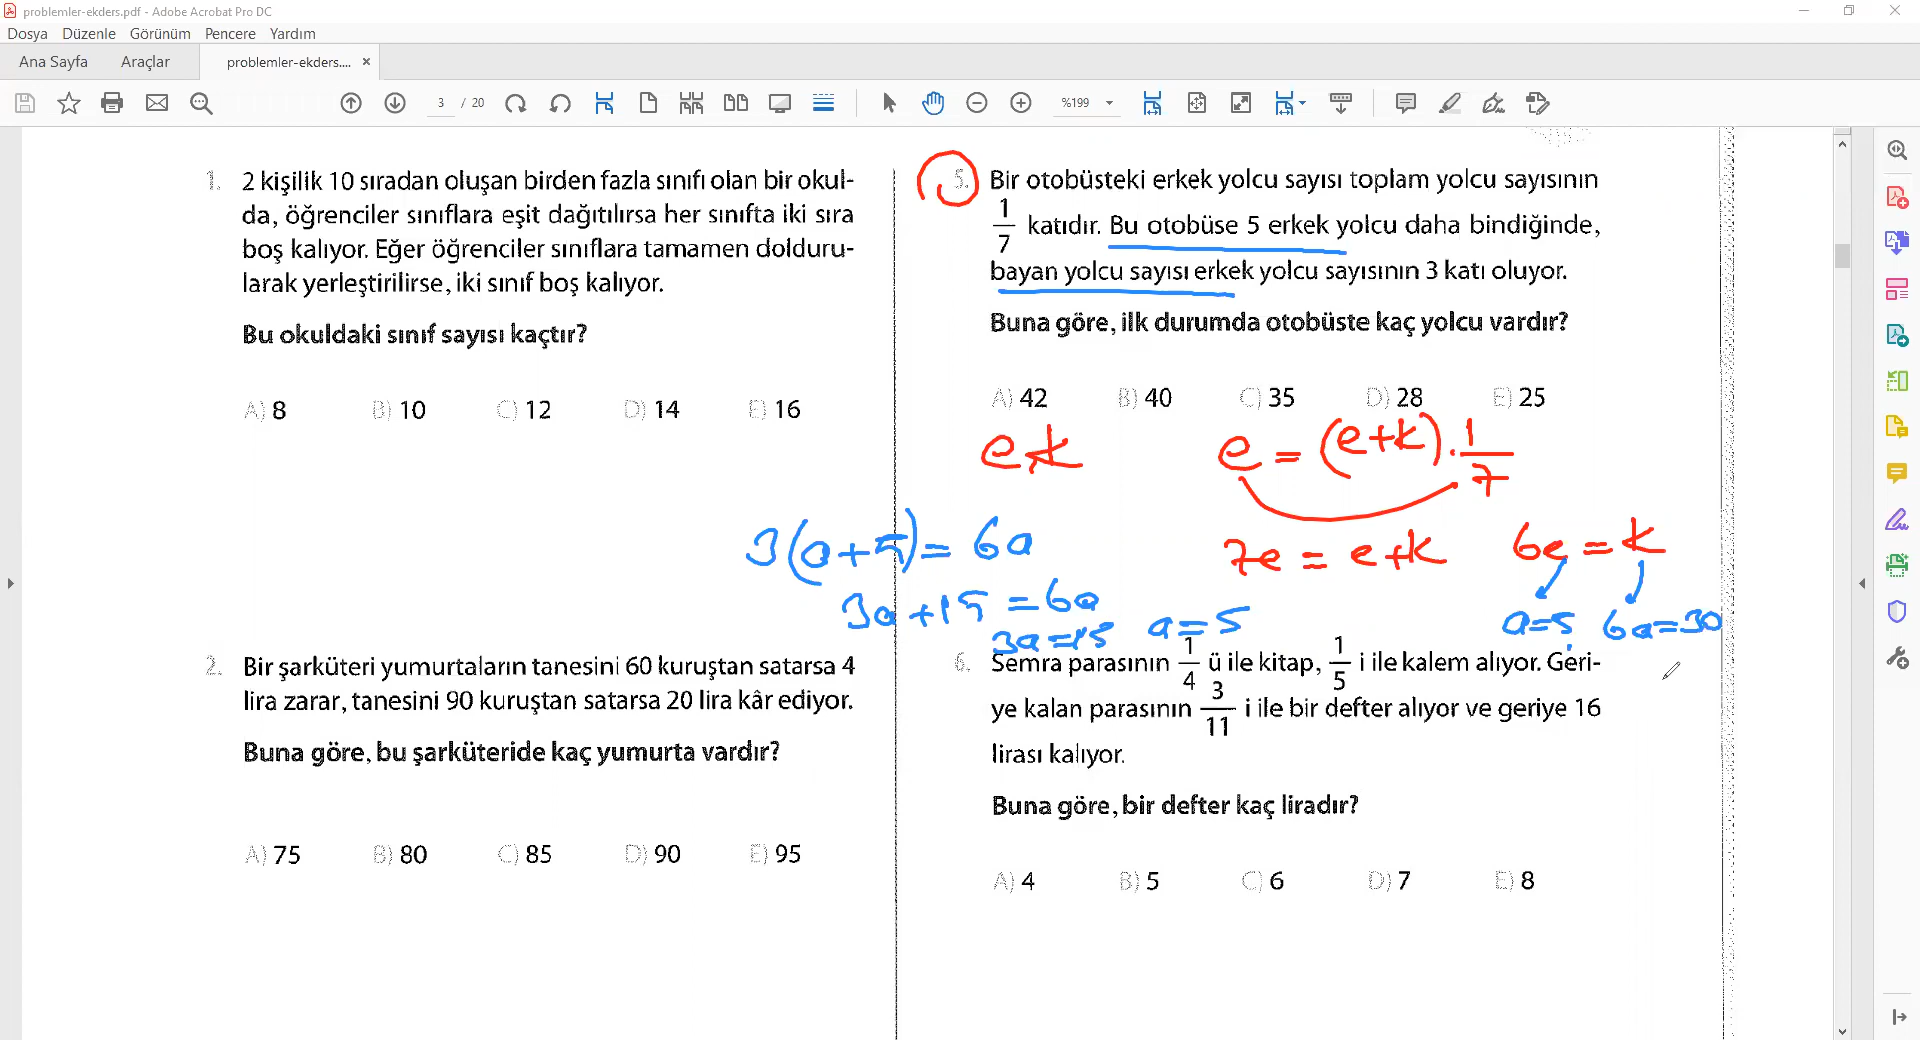 problemler-ekders.pdf - Adobe Acrobat Pro DC
Dosya Düzenle Görünüm Pencere Yardım
Ana Sayfa Araçlar problemler-ekders.... ×
3 / 20 %199
1. 2 kişilik 10 sıradan oluşan birden fazla sınıfı olan bir okul-
da, öğrenciler sınıflara eşit dağıtılırsa her sınıfta iki sıra
boş kalıyor. Eğer öğrenciler sınıflara tamamen dolduru-
larak yerleştirilirse, iki sınıf boş kalıyor.
Bu okuldaki sınıf sayısı kaçtır?
A) 8 B) 10 C) 12 D) 14 E) 16
2. Bir şarküteri yumurtaların tanesini 60 kuruştan satarsa 4
lira zarar, tanesini 90 kuruştan satarsa 20 lira kâr ediyor.
Buna göre, bu şarküteride kaç yumurta vardır?
A) 75 B) 80 C) 85 D) 90 E) 95
5. Bir otobüsteki erkek yolcu sayısı toplam yolcu sayısının
1/7 katıdır. Bu otobüse 5 erkek yolcu daha bindiğinde,
bayan yolcu sayısı erkek yolcu sayısının 3 katı oluyor.
Buna göre, ilk durumda otobüste kaç yolcu vardır?
A) 42 B) 40 C) 35 D) 28 E) 25
e,k e = (e+k).1/7
3(a+5) = 6a 7e = e+k 6e = k
3a+15 = 6a
3a=15 a=5 a=5 6a=30
6. Semra parasının 1/4 ü ile kitap, 1/5 i ile kalem alıyor. Geri-
ye kalan parasının 3/11 i ile bir defter alıyor ve geriye 16
lirası kalıyor.
Buna göre, bir defter kaç liradır?
A) 4 B) 5 C) 6 D) 7 E) 8